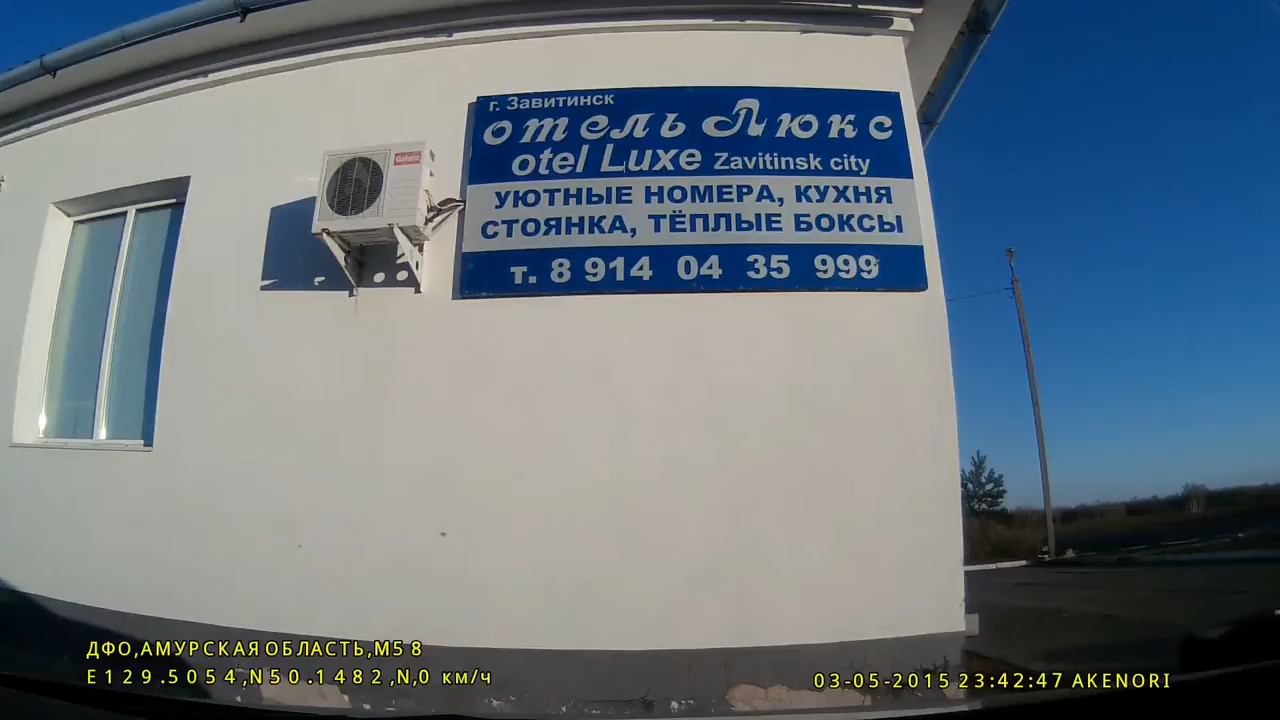 г. Завитинск
отель Люкс
otel Luxe Zavitinsk city
УЮТНЫЕ НОМЕРА, КУХНЯ
СТОЯНКА, ТЁПЛЫЕ БОКСЫ
т. 8 914 04 35 999
Galanz
ДФО,АМУРСКАЯ ОБЛАСТЬ,М58
E129.5054,N50.1482,N,0 км/ч
03-05-2015 23:42:47 AKENORI